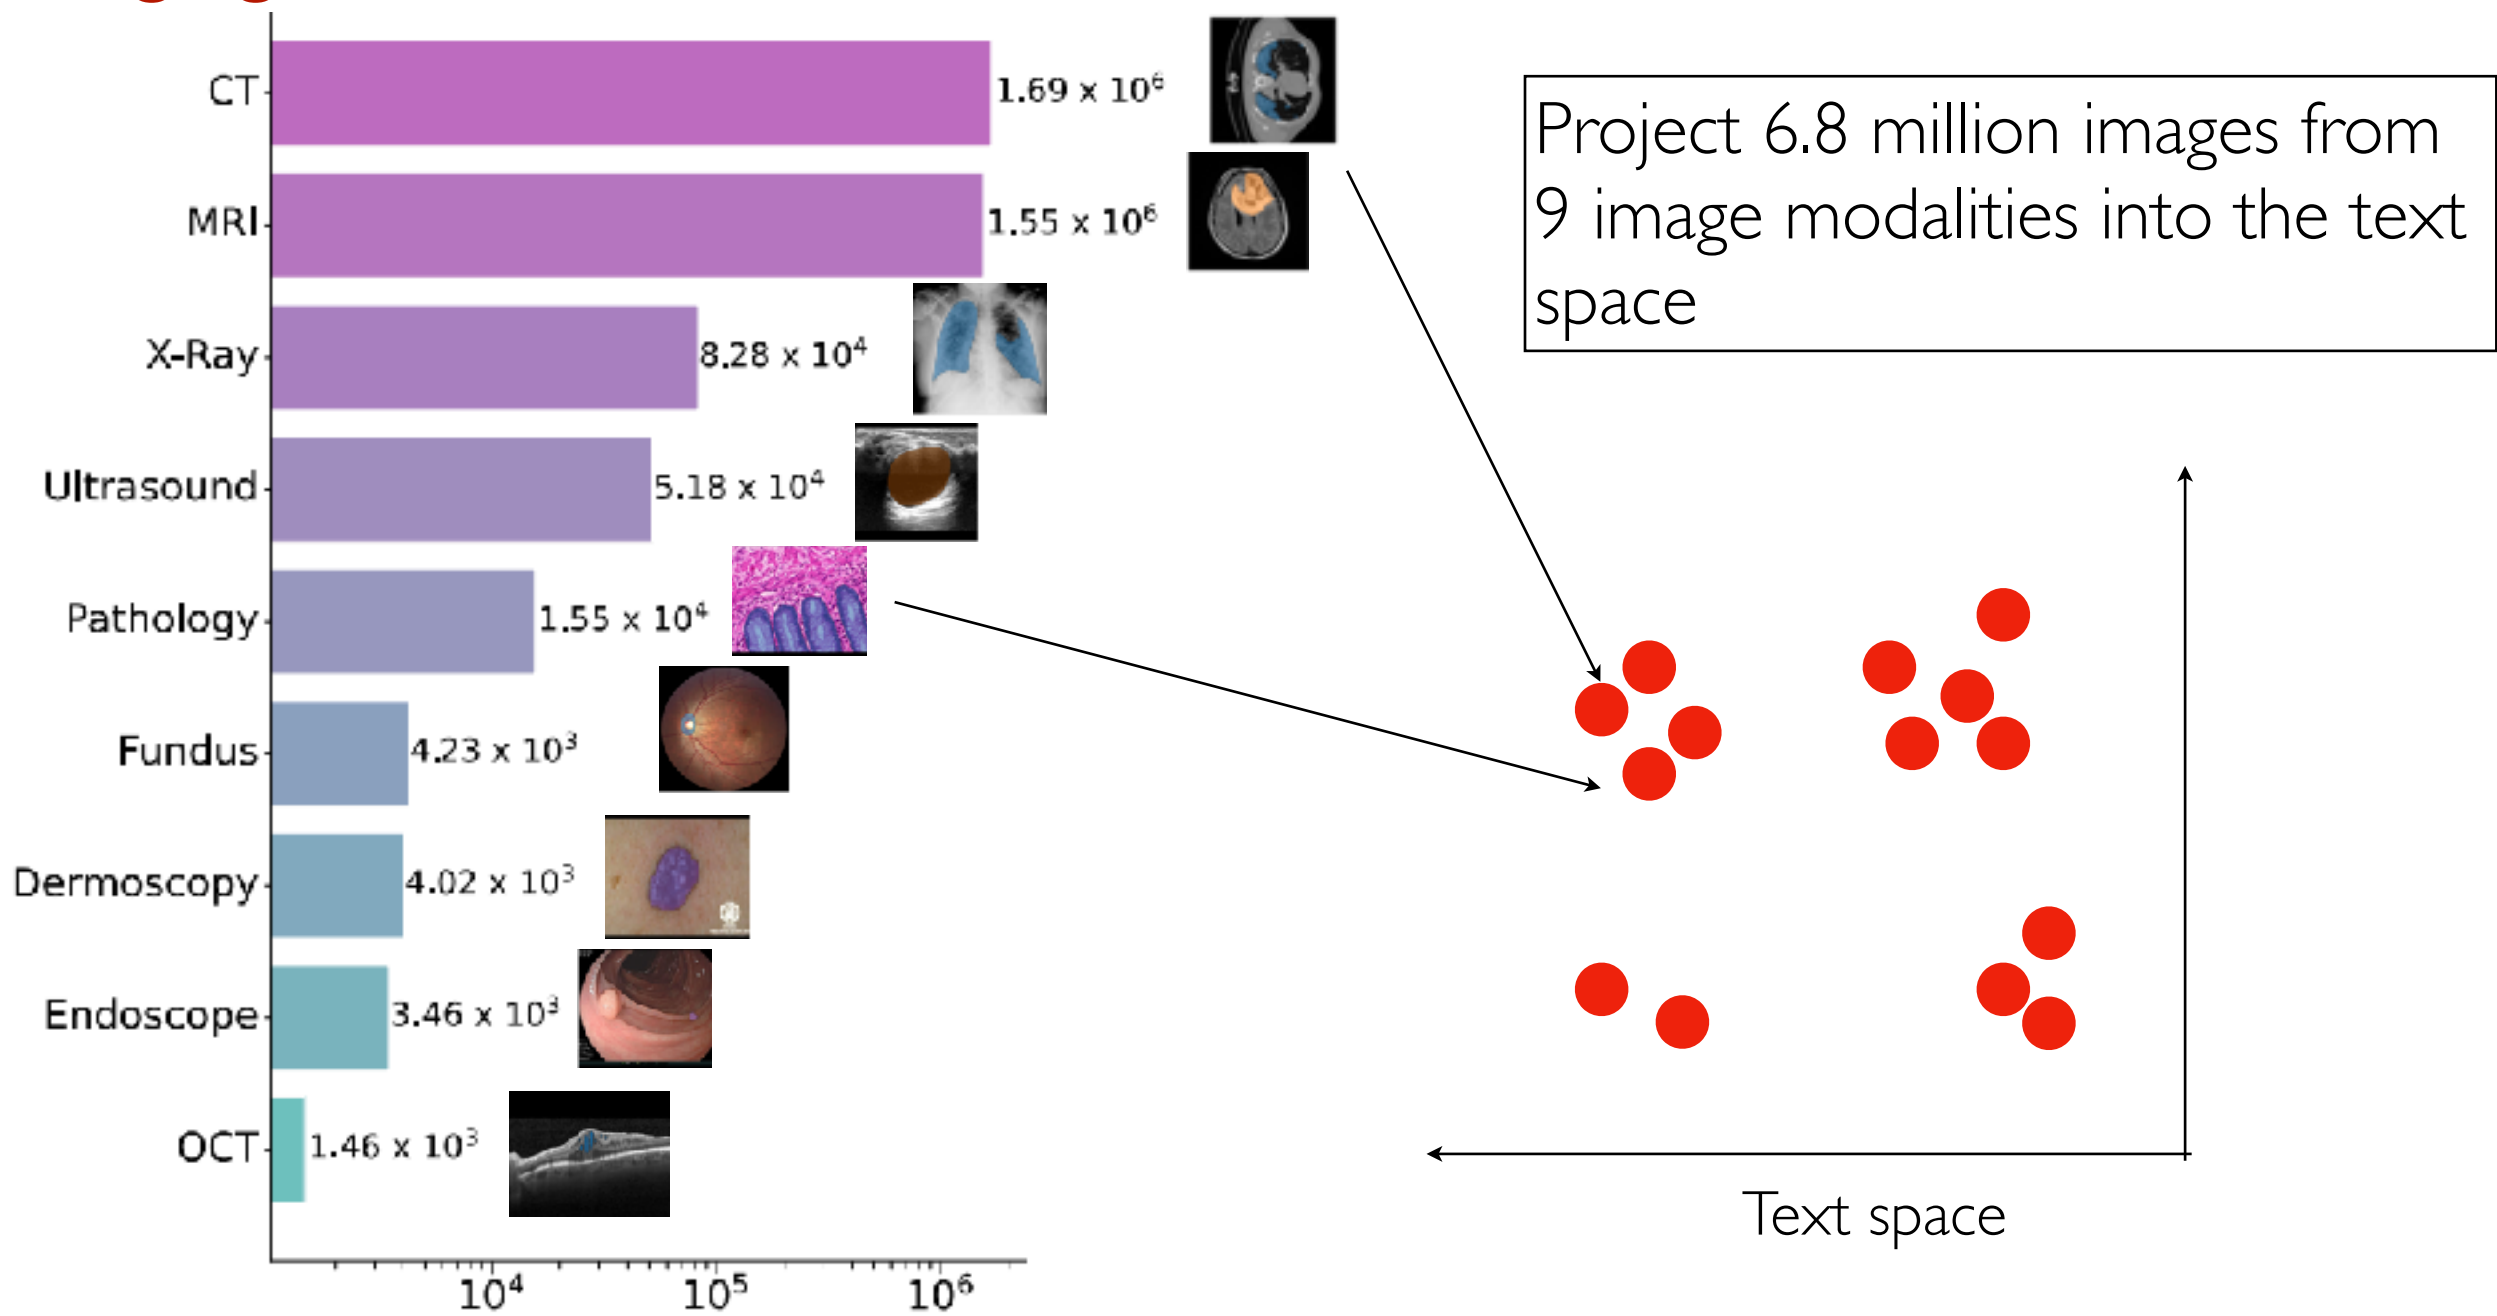 CT
1.69 x 10⁶
MRI
1.55 x 10⁶
X-Ray
8.28 x 10⁴
Ultrasound
5.18 x 10⁴
Pathology
1.55 x 10⁴
Fundus
4.23 x 10³
Dermoscopy
4.02 x 10³
Endoscope
3.46 x 10³
OCT
1.46 x 10³
10⁴ 10⁵ 10⁶
Project 6.8 million images from
9 image modalities into the text
space
Text space